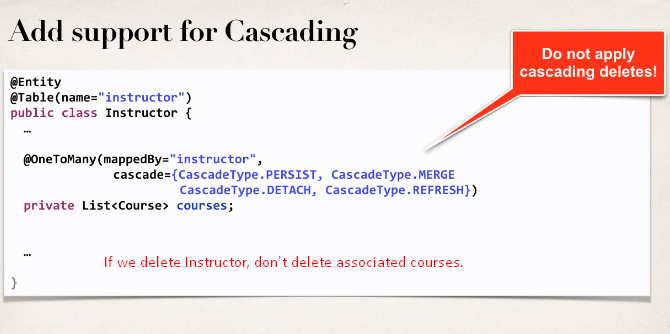 Add support for Cascading
Do not apply
cascading deletes!
@Entity
@Table(name="instructor")
public class Instructor {
…
@OneToMany(mappedBy="instructor",
cascade={CascadeType.PERSIST, CascadeType.MERGE
CascadeType.DETACH, CascadeType.REFRESH})
private List<Course> courses;
…
If we delete Instructor, don't delete associated courses.
}